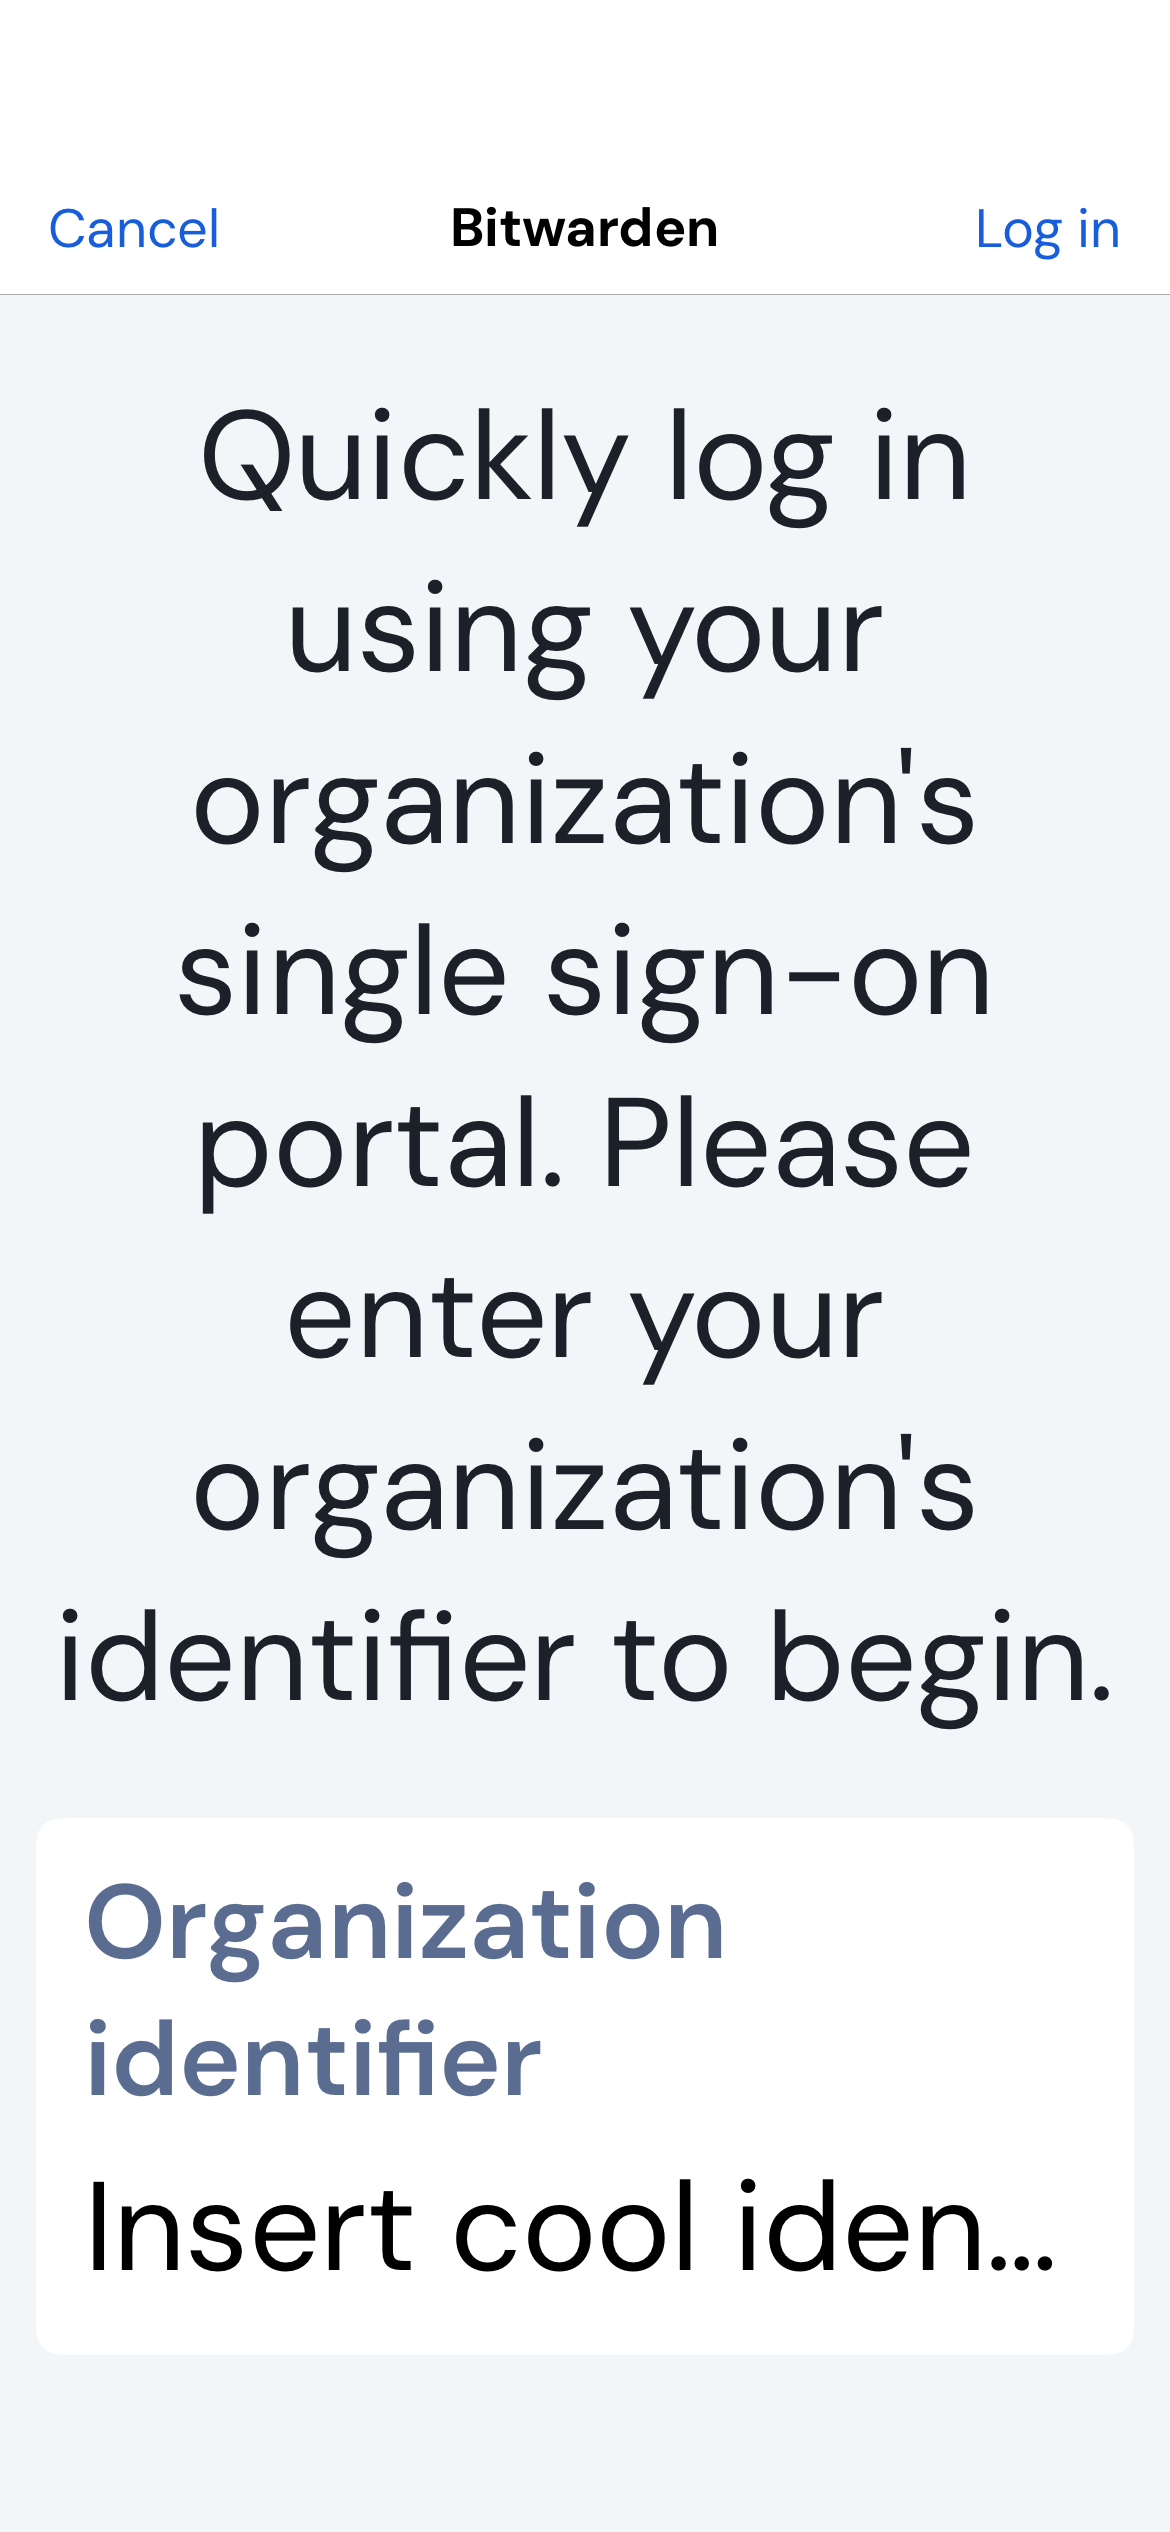 Cancel Bitwarden Log in
Quickly log in
using your
organization's
single sign-on
portal. Please
enter your
organization's
identifier to begin.
Organization
identifier
Insert cool iden...